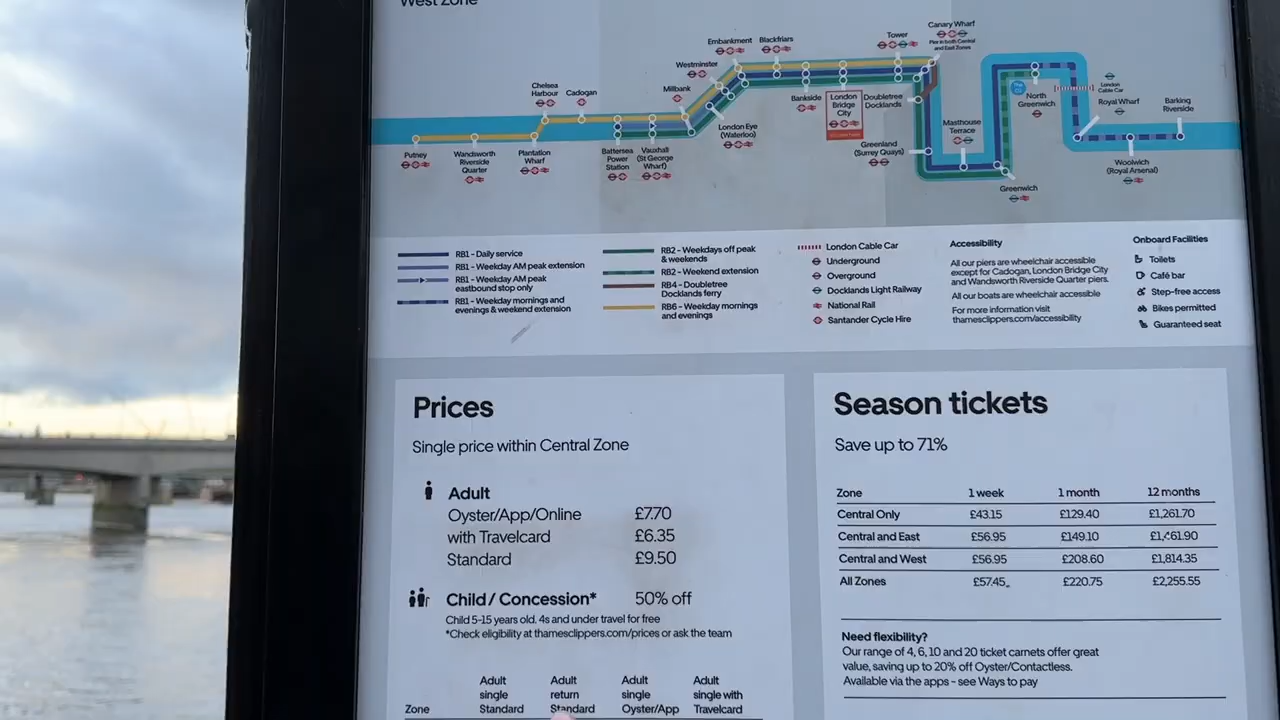 West Zone
Canary Wharf
Pier in both Central
and East Zones
Tower
Embankment
Blackfriars
Westminster
Millbank
Chelsea
Harbour
Cadogan
Bankside
London
Bridge
City
Doubletree
Docklands
North
Greenwich
London
Cable Car
Royal Wharf
Barking
Riverside
Masthouse
Terrace
London Eye
(Waterloo)
Greenland
(Surrey Quays)
Putney
Wandsworth
Riverside
Quarter
Plantation
Wharf
Battersea
Power
Station
Vauxhall
(St George
Wharf)
Woolwich
(Royal Arsenal)
Greenwich
RB1 - Daily service
RB1 - Weekday AM peak extension
RB1 - Weekday AM peak
eastbound stop only
RB1 - Weekday mornings and
evenings & weekend extension
RB2 - Weekdays off peak
& weekends
RB2 - Weekend extension
RB4 - Doubletree
Docklands ferry
RB6 - Weekday mornings
and evenings
London Cable Car
Underground
Overground
Docklands Light Railway
National Rail
Santander Cycle Hire
Accessibility
All our piers are wheelchair accessible
except for Cadogan, London Bridge City
and Wandsworth Riverside Quarter piers.
All our boats are wheelchair accessible
For more information visit
thamesclippers.com/accessibility
Onboard Facilities
Toilets
Café bar
Step-free access
Bikes permitted
Guaranteed seat
Prices
Single price within Central Zone
Adult
Oyster/App/Online £7.70
with Travelcard £6.35
Standard £9.50
Child / Concession* 50% off
Child 5-15 years old. 4s and under travel for free
*Check eligibility at thamesclippers.com/prices or ask the team
Adult Adult Adult Adult
single return single single with
Zone Standard Standard Oyster/App Travelcard
Season tickets
Save up to 71%
Zone 1 week 1 month 12 months
Central Only £43.15 £129.40 £1,261.70
Central and East £56.95 £149.10
Central and West £56.95 £208.60 £1,814.35
All Zones £57.45 £220.75 £2,255.55
Need flexibility?
Our range of 4, 6, 10 and 20 ticket carnets offer great
value, saving up to 20% off Oyster/Contactless.
Available via the apps - see Ways to pay